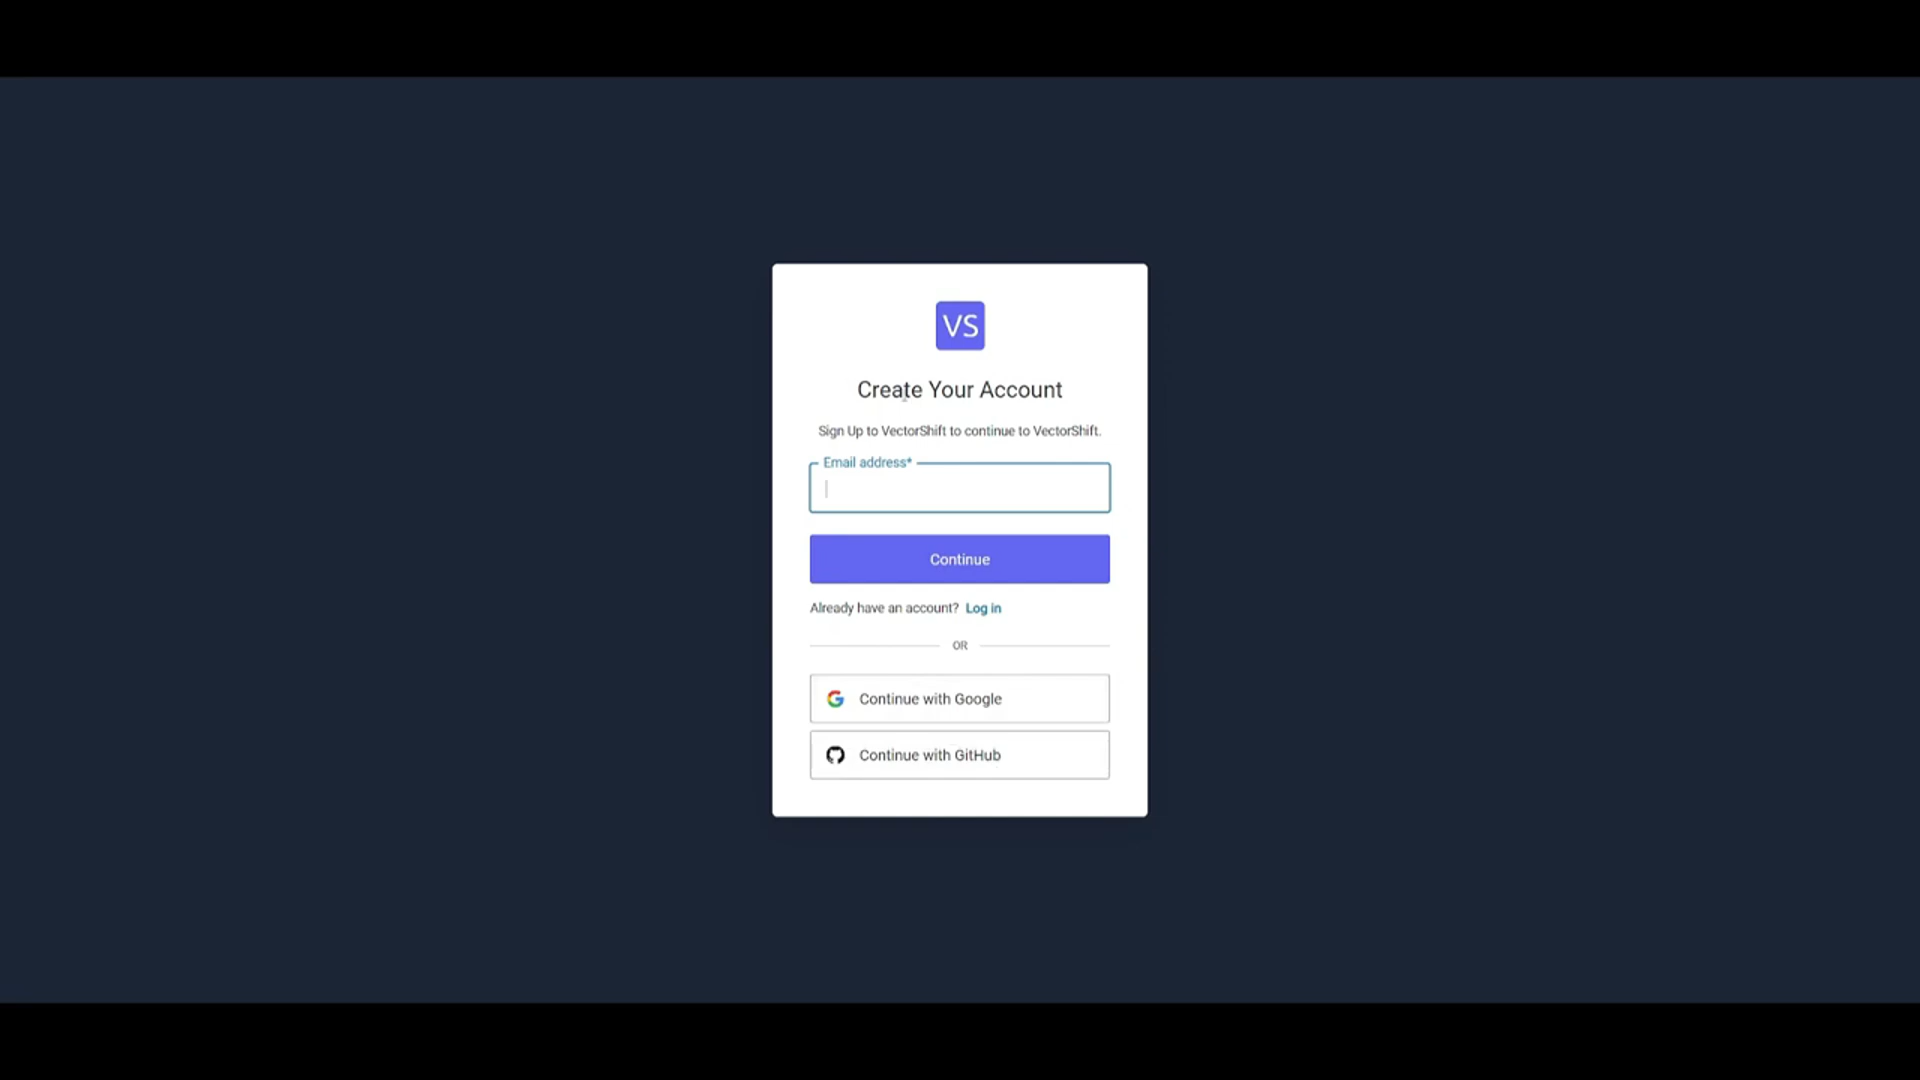 VS
Create Your Account
Sign Up to VectorShift to continue to VectorShift.
Email address*
Continue
Already have an account? Log in
OR
Continue with Google
Continue with GitHub